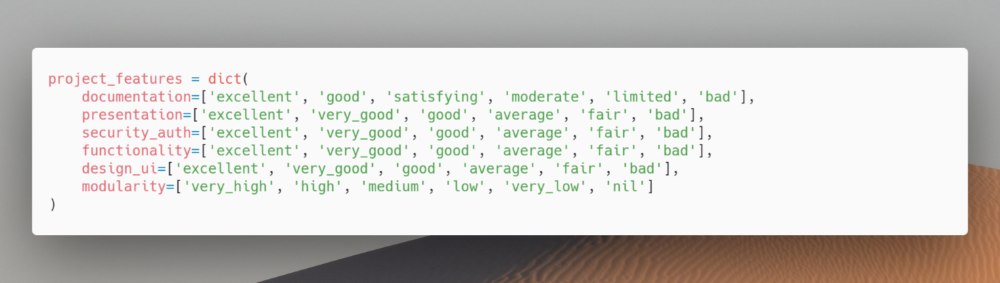 project_features = dict(
    documentation=['excellent', 'good', 'satisfying', 'moderate', 'limited', 'bad'],
    presentation=['excellent', 'very_good', 'good', 'average', 'fair', 'bad'],
    security_auth=['excellent', 'very_good', 'good', 'average', 'fair', 'bad'],
    functionality=['excellent', 'very_good', 'good', 'average', 'fair', 'bad'],
    design_ui=['excellent', 'very_good', 'good', 'average', 'fair', 'bad'],
    modularity=['very_high', 'high', 'medium', 'low', 'very_low', 'nil']
)